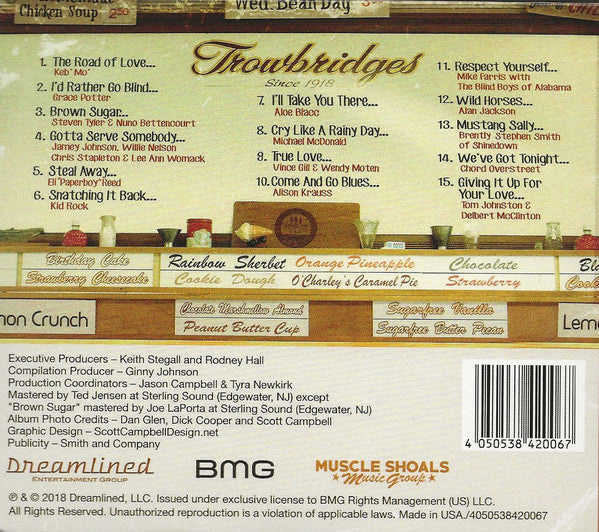 Chicken Soup 2.50
Wed. Bean Day
Trowbridges
Since 1918
1. The Road of Love...
Keb' Mo'
2. I'd Rather Go Blind...
Grace Potter
3. Brown Sugar...
Steven Tyler & Nuno Bettencourt
4. Gotta Serve Somebody...
Jamey Johnson, Willie Nelson
Chris Stapleton & Lee Ann Womack
5. Steal Away...
Eli "Paperboy" Reed
6. Snatching It Back...
Kid Rock
7. I'll Take You There...
Aloe Blacc
8. Cry Like A Rainy Day...
Michael McDonald
9. True Love...
Vince Gill & Wendy Moten
10. Come And Go Blues...
Alison Krauss
11. Respect Yourself...
Mike Farris with
The Blind Boys of Alabama
12. Wild Horses...
Alan Jackson
13. Mustang Sally...
Brently Stephen Smith
of Shinedown
14. We've Got Tonight...
Chord Overstreet
15. Giving It Up For
Your Love...
Tom Johnston &
Delbert McClinton
Birthday Cake
Rainbow Sherbet
Orange Pineapple
Chocolate
Strawberry Cheesecake
Cookie Dough
O'Charley's Caramel Pie
Strawberry
mon Crunch
Chocolate Marshmallow Almond
Peanut Butter Cup
Sugarfree Vanilla
Sugarfree Butter Pecan
Executive Producers – Keith Stegall and Rodney Hall
Compilation Producer – Ginny Johnson
Production Coordinators – Jason Campbell & Tyra Newkirk
Mastered by Ted Jensen at Sterling Sound (Edgewater, NJ) except
"Brown Sugar" mastered by Joe LaPorta at Sterling Sound (Edgewater, NJ)
Album Photo Credits – Dan Glen, Dick Cooper and Scott Campbell
Graphic Design – ScottCampbellDesign.net
Publicity – Smith and Company
4 050538 420067
Dreamlined
ENTERTAINMENT GROUP
BMG
MUSCLE SHOALS
Music Group
℗ & © 2018 Dreamlined, LLC. Issued under exclusive license to BMG Rights Management (US) LLC.
All Rights Reserved. Unauthorized reproduction is a violation of applicable laws. Made in U.S.A./4050538420067